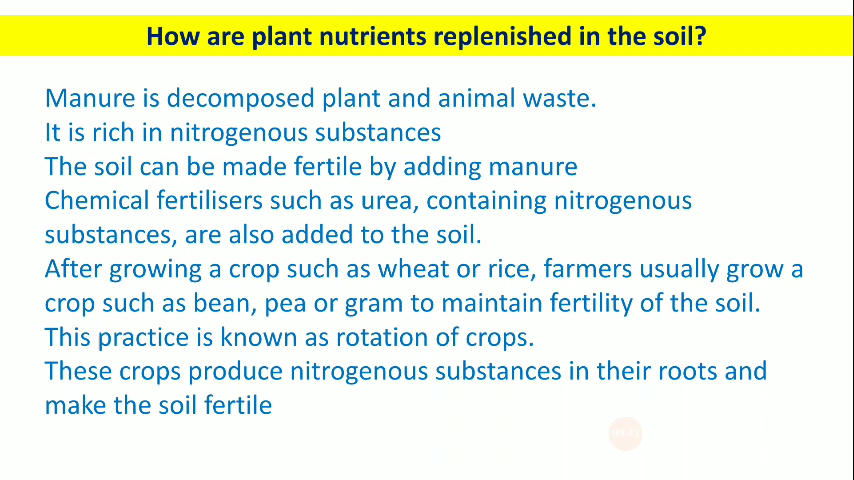 How are plant nutrients replenished in the soil?
Manure is decomposed plant and animal waste.
It is rich in nitrogenous substances
The soil can be made fertile by adding manure
Chemical fertilisers such as urea, containing nitrogenous
substances, are also added to the soil.
After growing a crop such as wheat or rice, farmers usually grow a
crop such as bean, pea or gram to maintain fertility of the soil.
This practice is known as rotation of crops.
These crops produce nitrogenous substances in their roots and
make the soil fertile